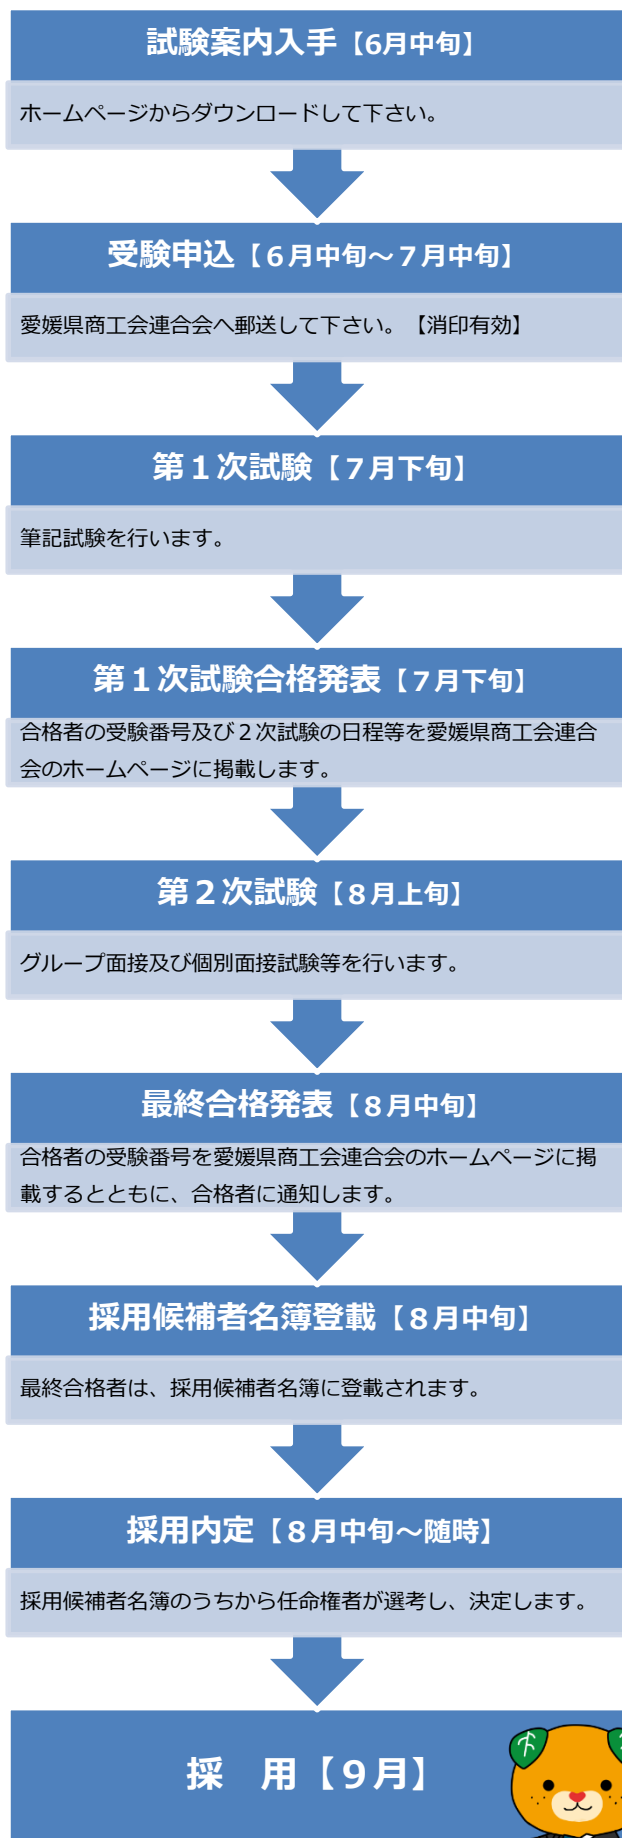 試験案内入手【6月中旬】
ホームページからダウンロードして下さい。
受験申込【６月中旬～７月中旬】
愛媛県商工会連合会へ郵送して下さい。【消印有効】
第１次試験【７月下旬】
筆記試験を行います。
第１次試験合格発表【７月下旬】
合格者の受験番号及び２次試験の日程等を愛媛県商工会連合
会のホームページに掲載します。
第２次試験【８月上旬】
グループ面接及び個別面接試験等を行います。
最終合格発表【８月中旬】
合格者の受験番号を愛媛県商工会連合会のホームページに掲
載するとともに、合格者に通知します。
採用候補者名簿登載【８月中旬】
最終合格者は、採用候補者名簿に登載されます。
採用内定【８月中旬～随時】
採用候補者名簿のうちから任命権者が選考し、決定します。
採　用【９月】